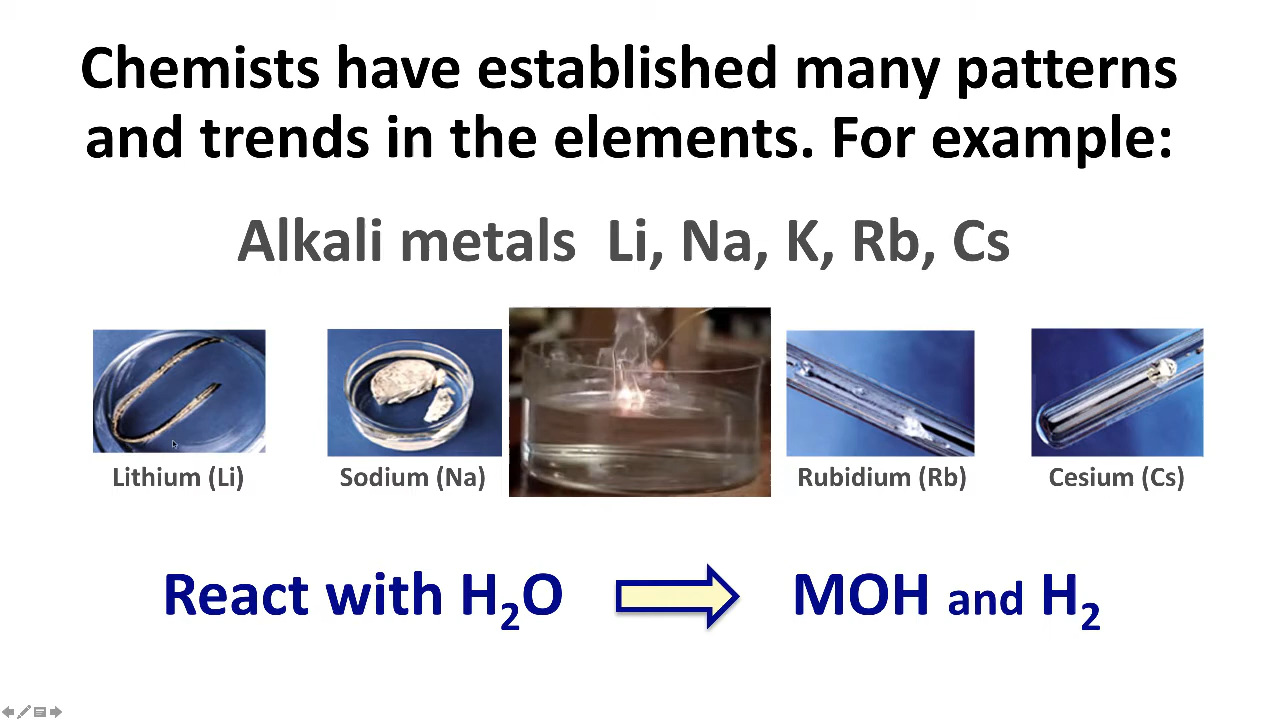 Chemists have established many patterns
and trends in the elements. For example:
Alkali metals Li, Na, K, Rb, Cs
Lithium (Li)
Sodium (Na)
Rubidium (Rb)
Cesium (Cs)
React with H₂O
MOH and H₂